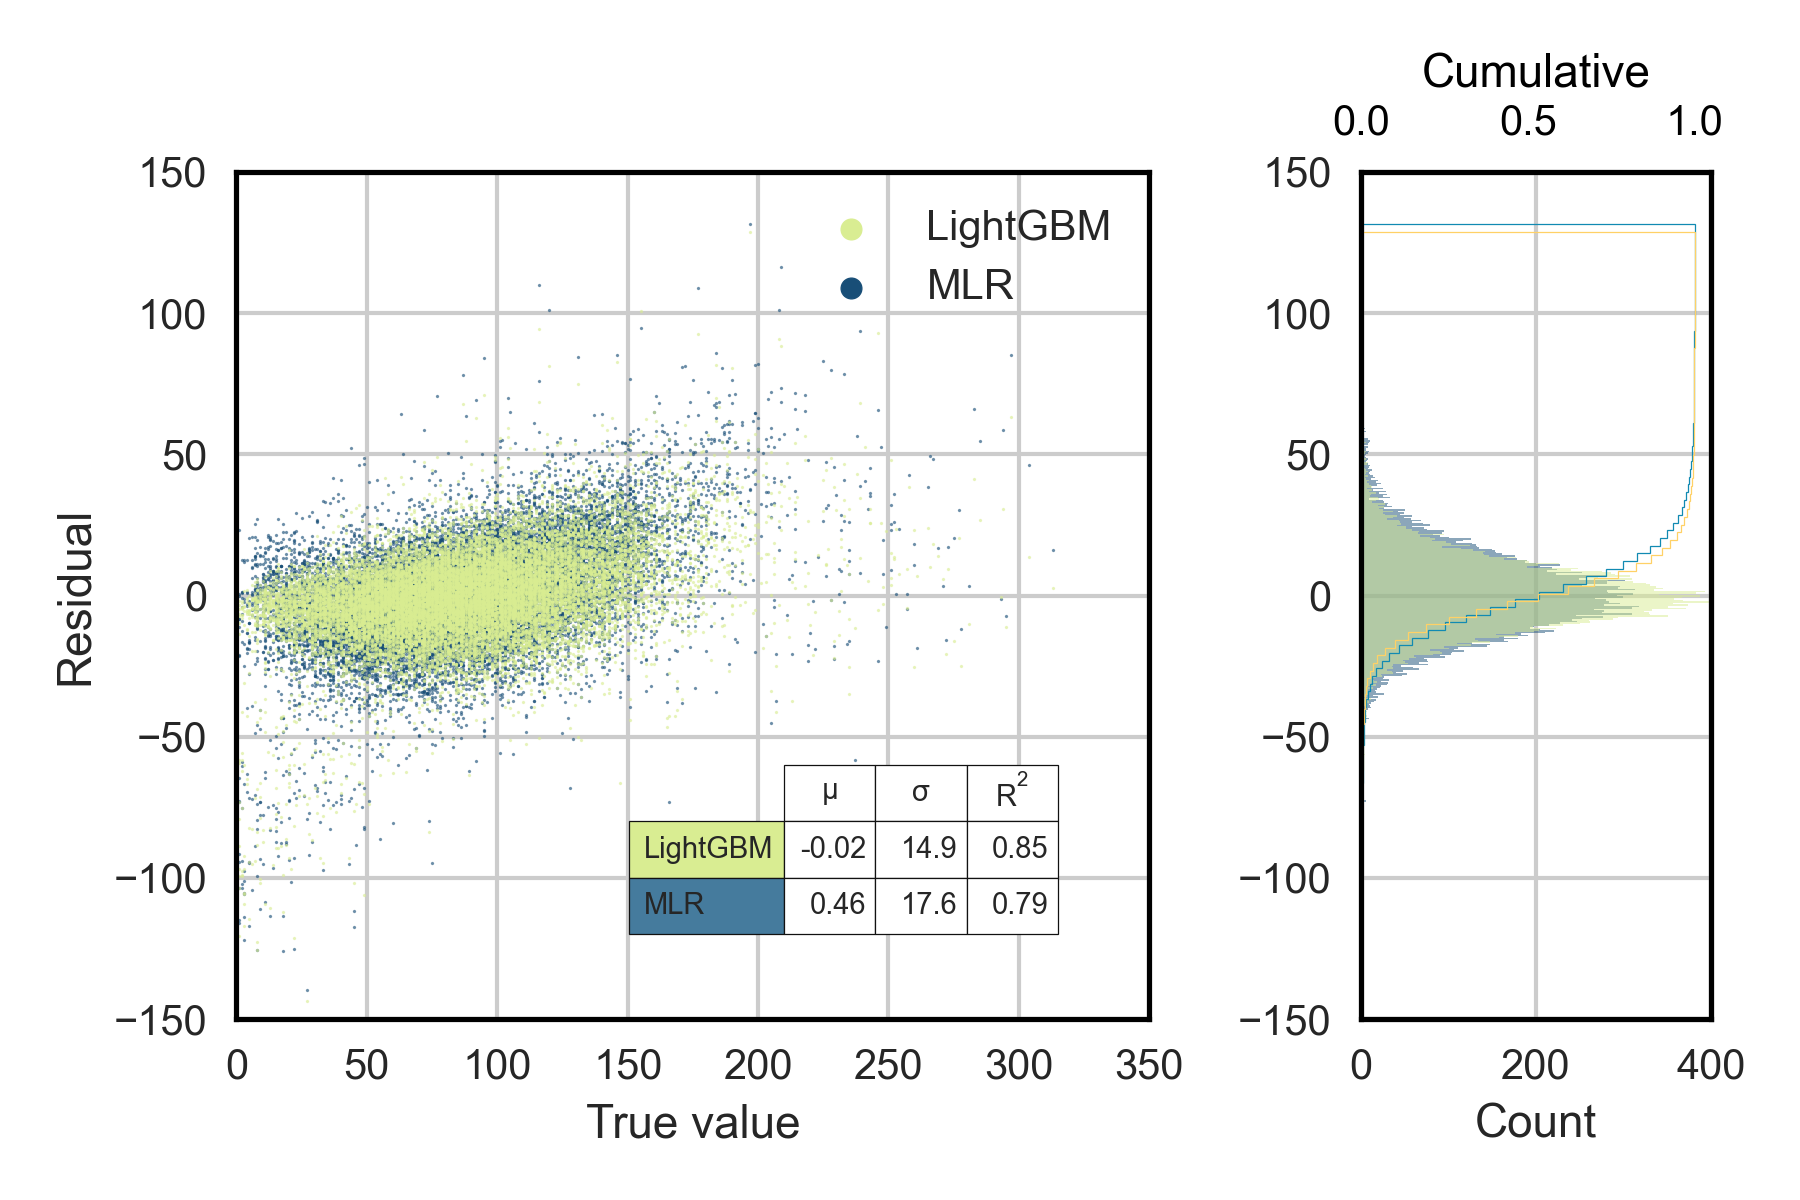 Cumulative
0.0 0.5 1.0
150
100
50
0
−50
−100
−150
Residual
LightGBM
MLR
μ σ R²
LightGBM -0.02 14.9 0.85
MLR 0.46 17.6 0.79
0 50 100 150 200 250 300 350
True value
150
100
50
0
−50
−100
−150
0 200 400
Count